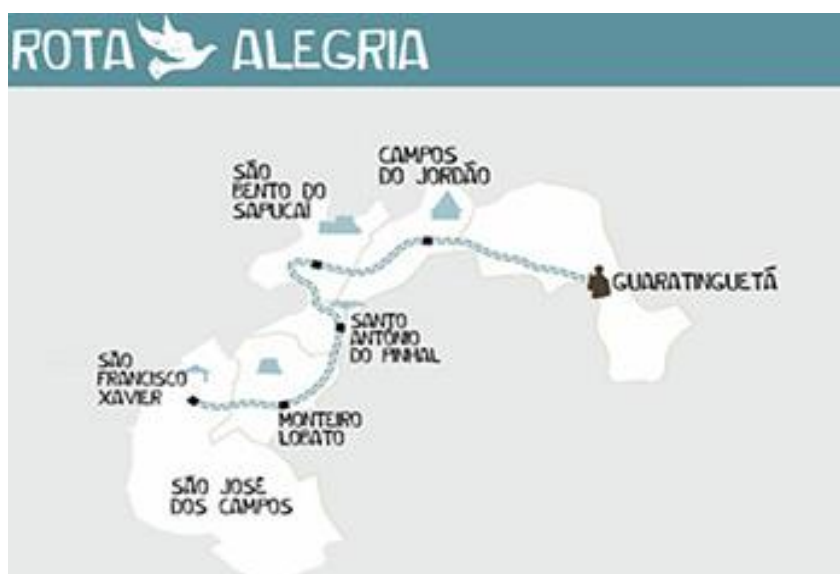 ROTA ALEGRIA
SÃO
BENTO DO
SAPUCAÍ
CAMPOS
DO JORDÃO
GUARATINGUETÁ
SANTO
ANTÔNIO
DO PINHAL
SÃO
FRANCISCO
XAVIER
MONTEIRO
LOBATO
SÃO JOSÉ
DOS CAMPOS